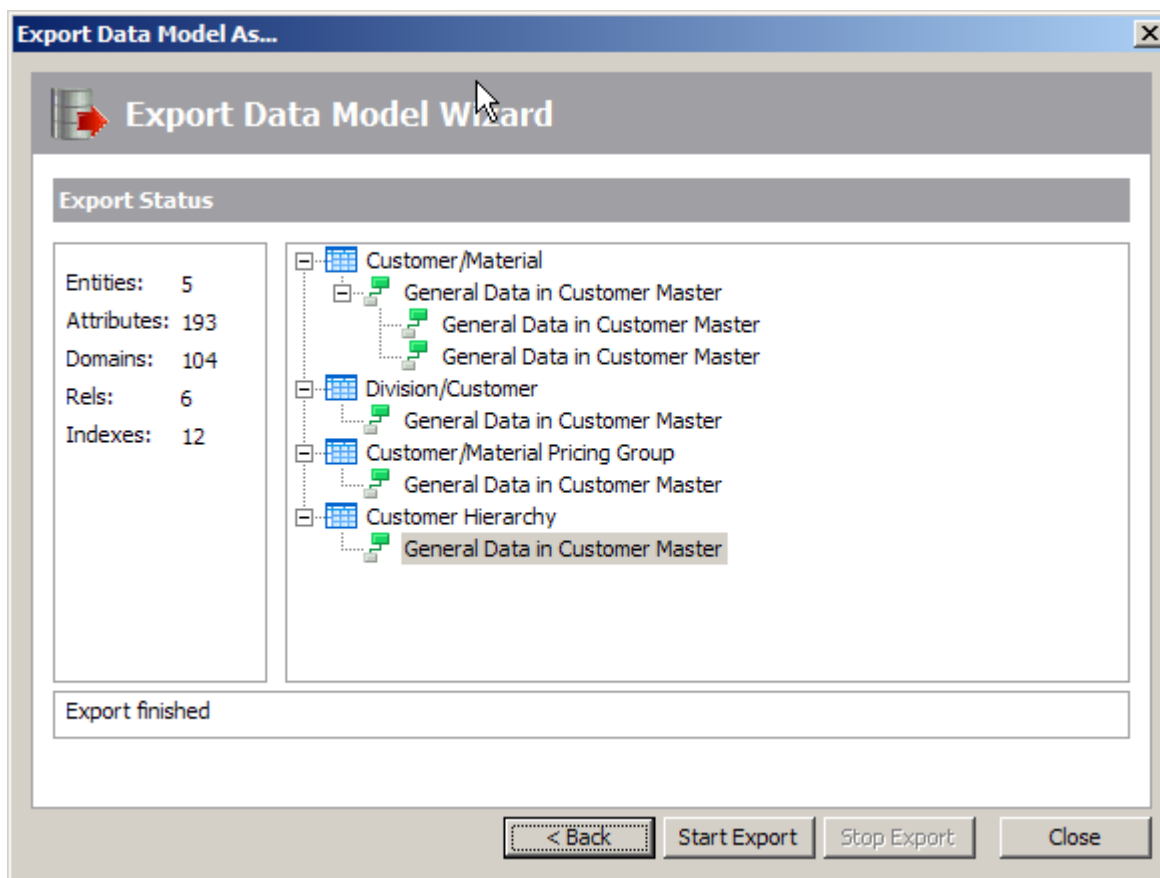 Export Data Model As...
Export Data Model Wizard
Export Status
Entities: 5
Attributes: 193
Domains: 104
Rels: 6
Indexes: 12
Customer/Material
General Data in Customer Master
General Data in Customer Master
General Data in Customer Master
Division/Customer
General Data in Customer Master
Customer/Material Pricing Group
General Data in Customer Master
Customer Hierarchy
General Data in Customer Master
Export finished
< Back Start Export Stop Export Close